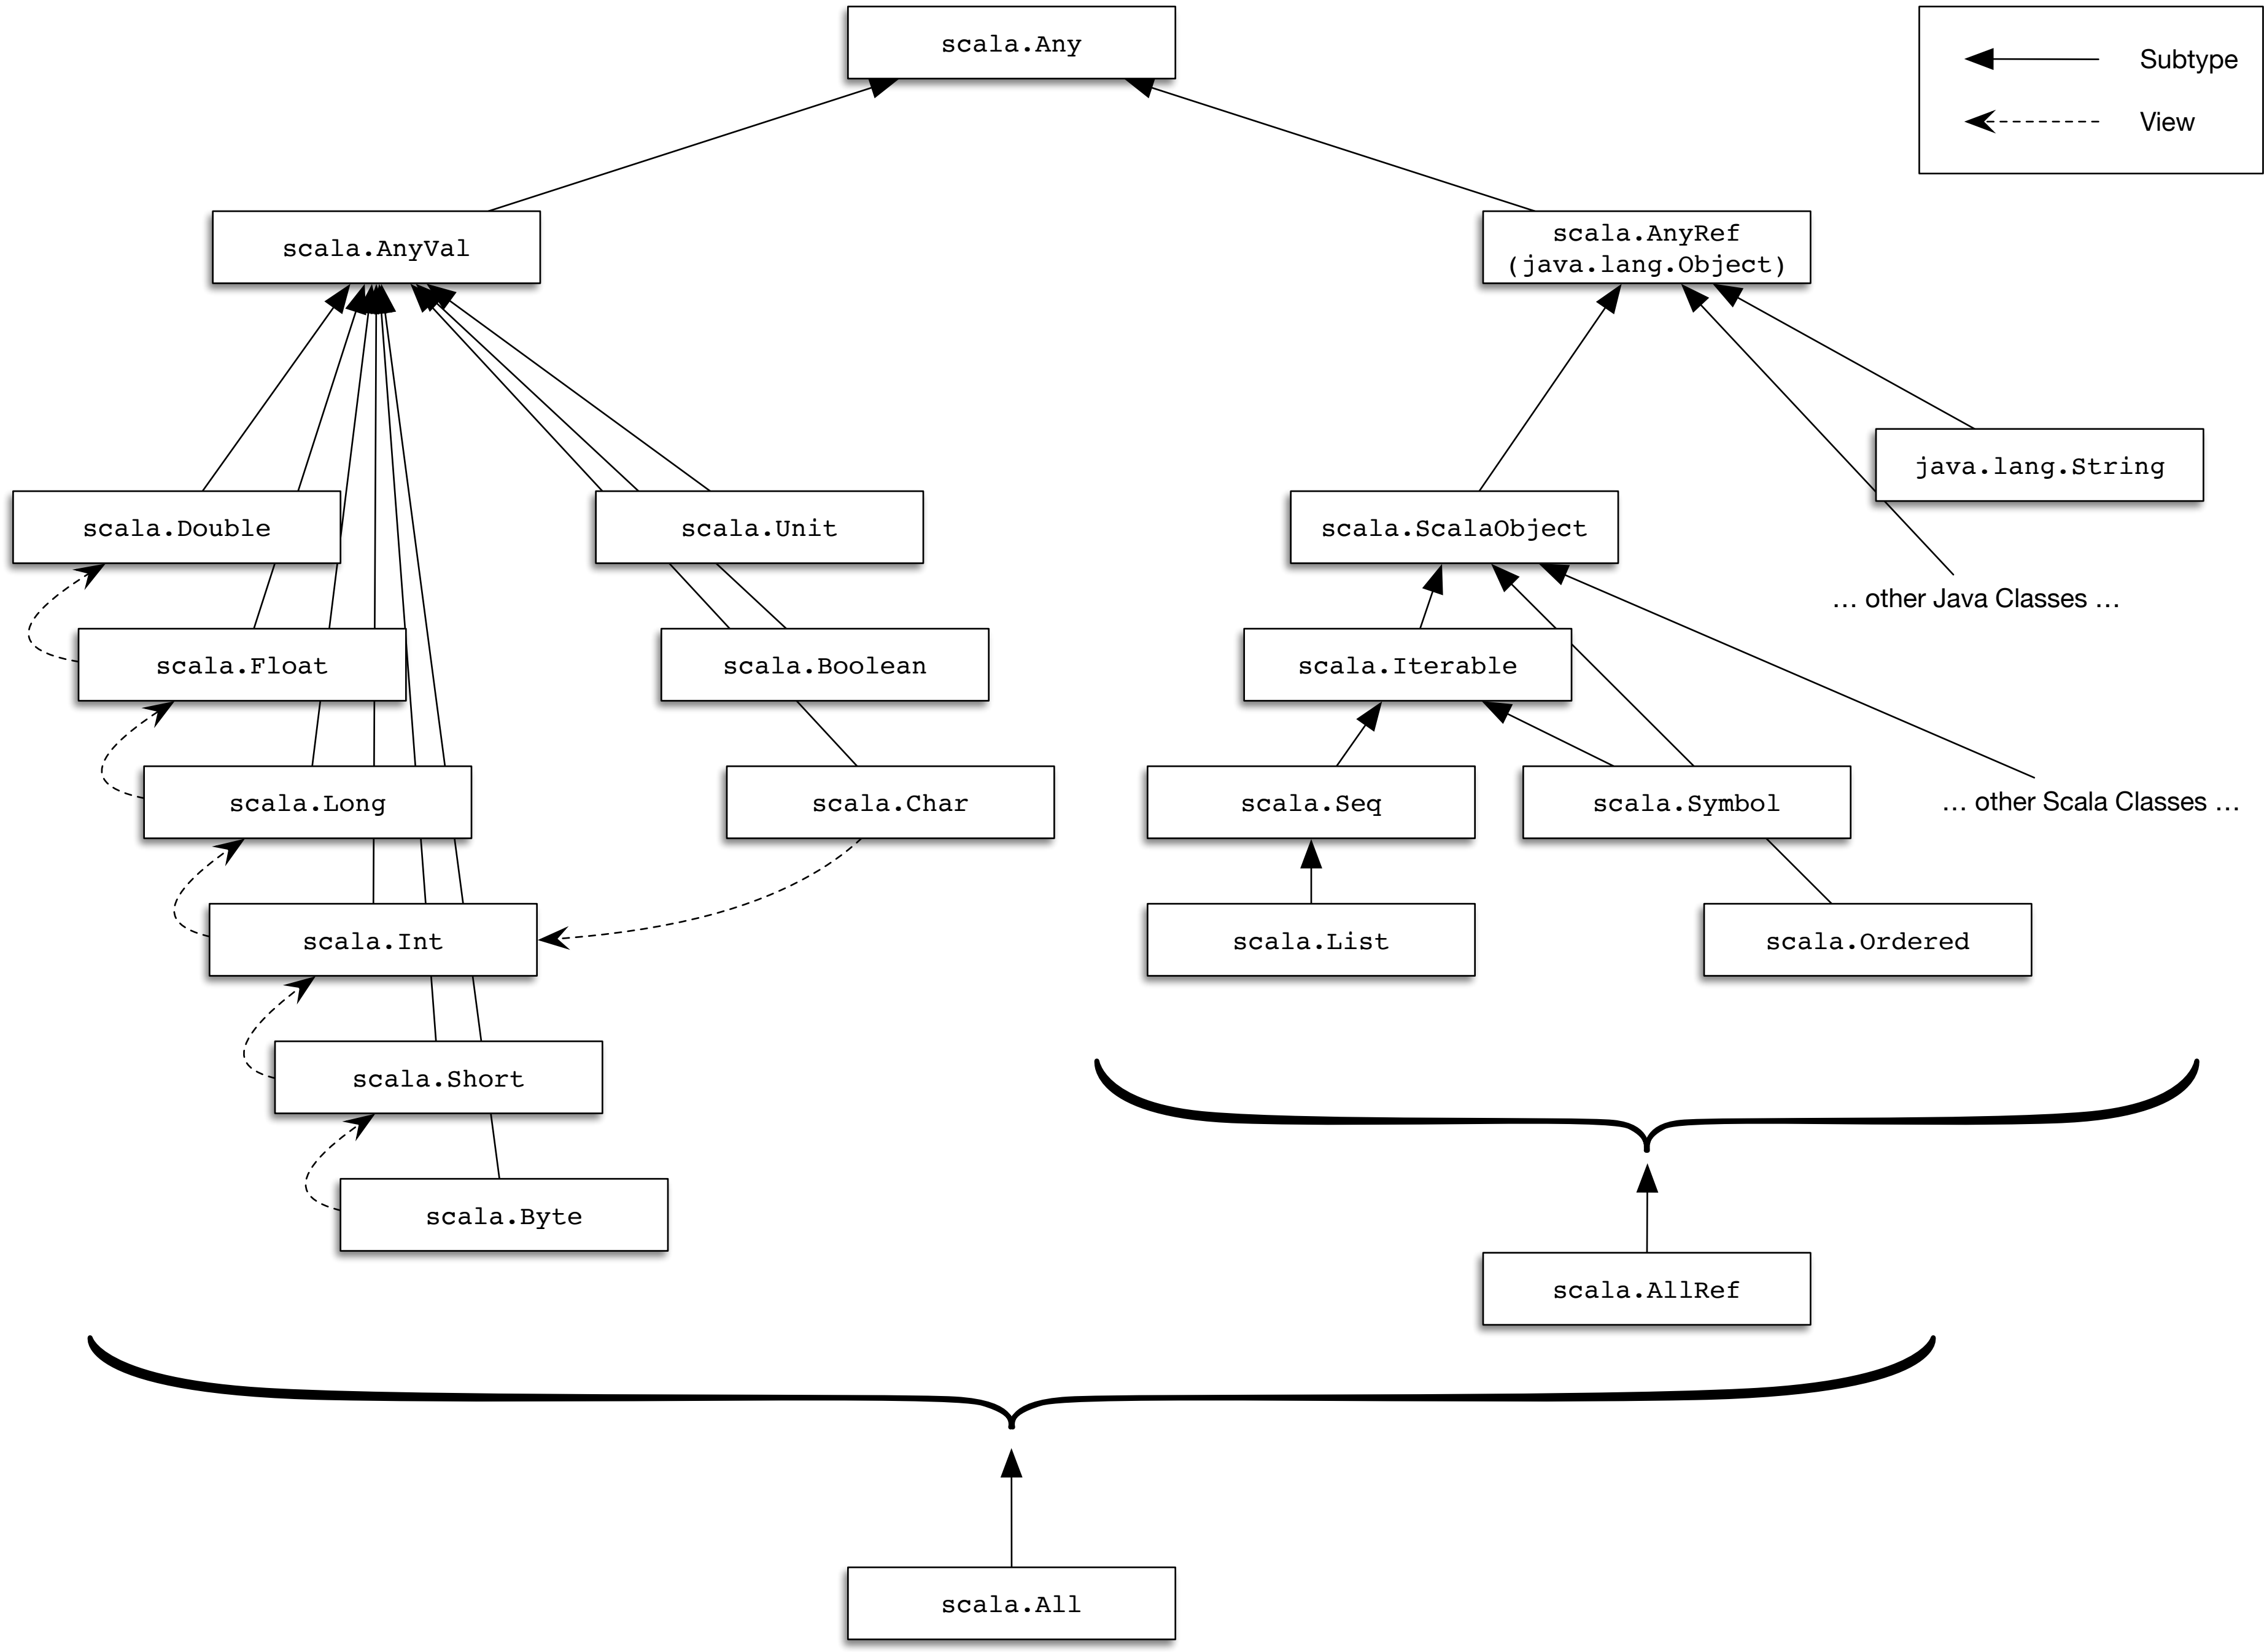 scala.Any
Subtype
View
scala.AnyVal
scala.AnyRef
(java.lang.Object)
java.lang.String
scala.Double
scala.Unit
scala.ScalaObject
... other Java Classes ...
scala.Float
scala.Boolean
scala.Iterable
scala.Long
scala.Char
scala.Seq
scala.Symbol
... other Scala Classes ...
scala.Int
scala.List
scala.Ordered
scala.Short
scala.Byte
scala.AllRef
scala.All